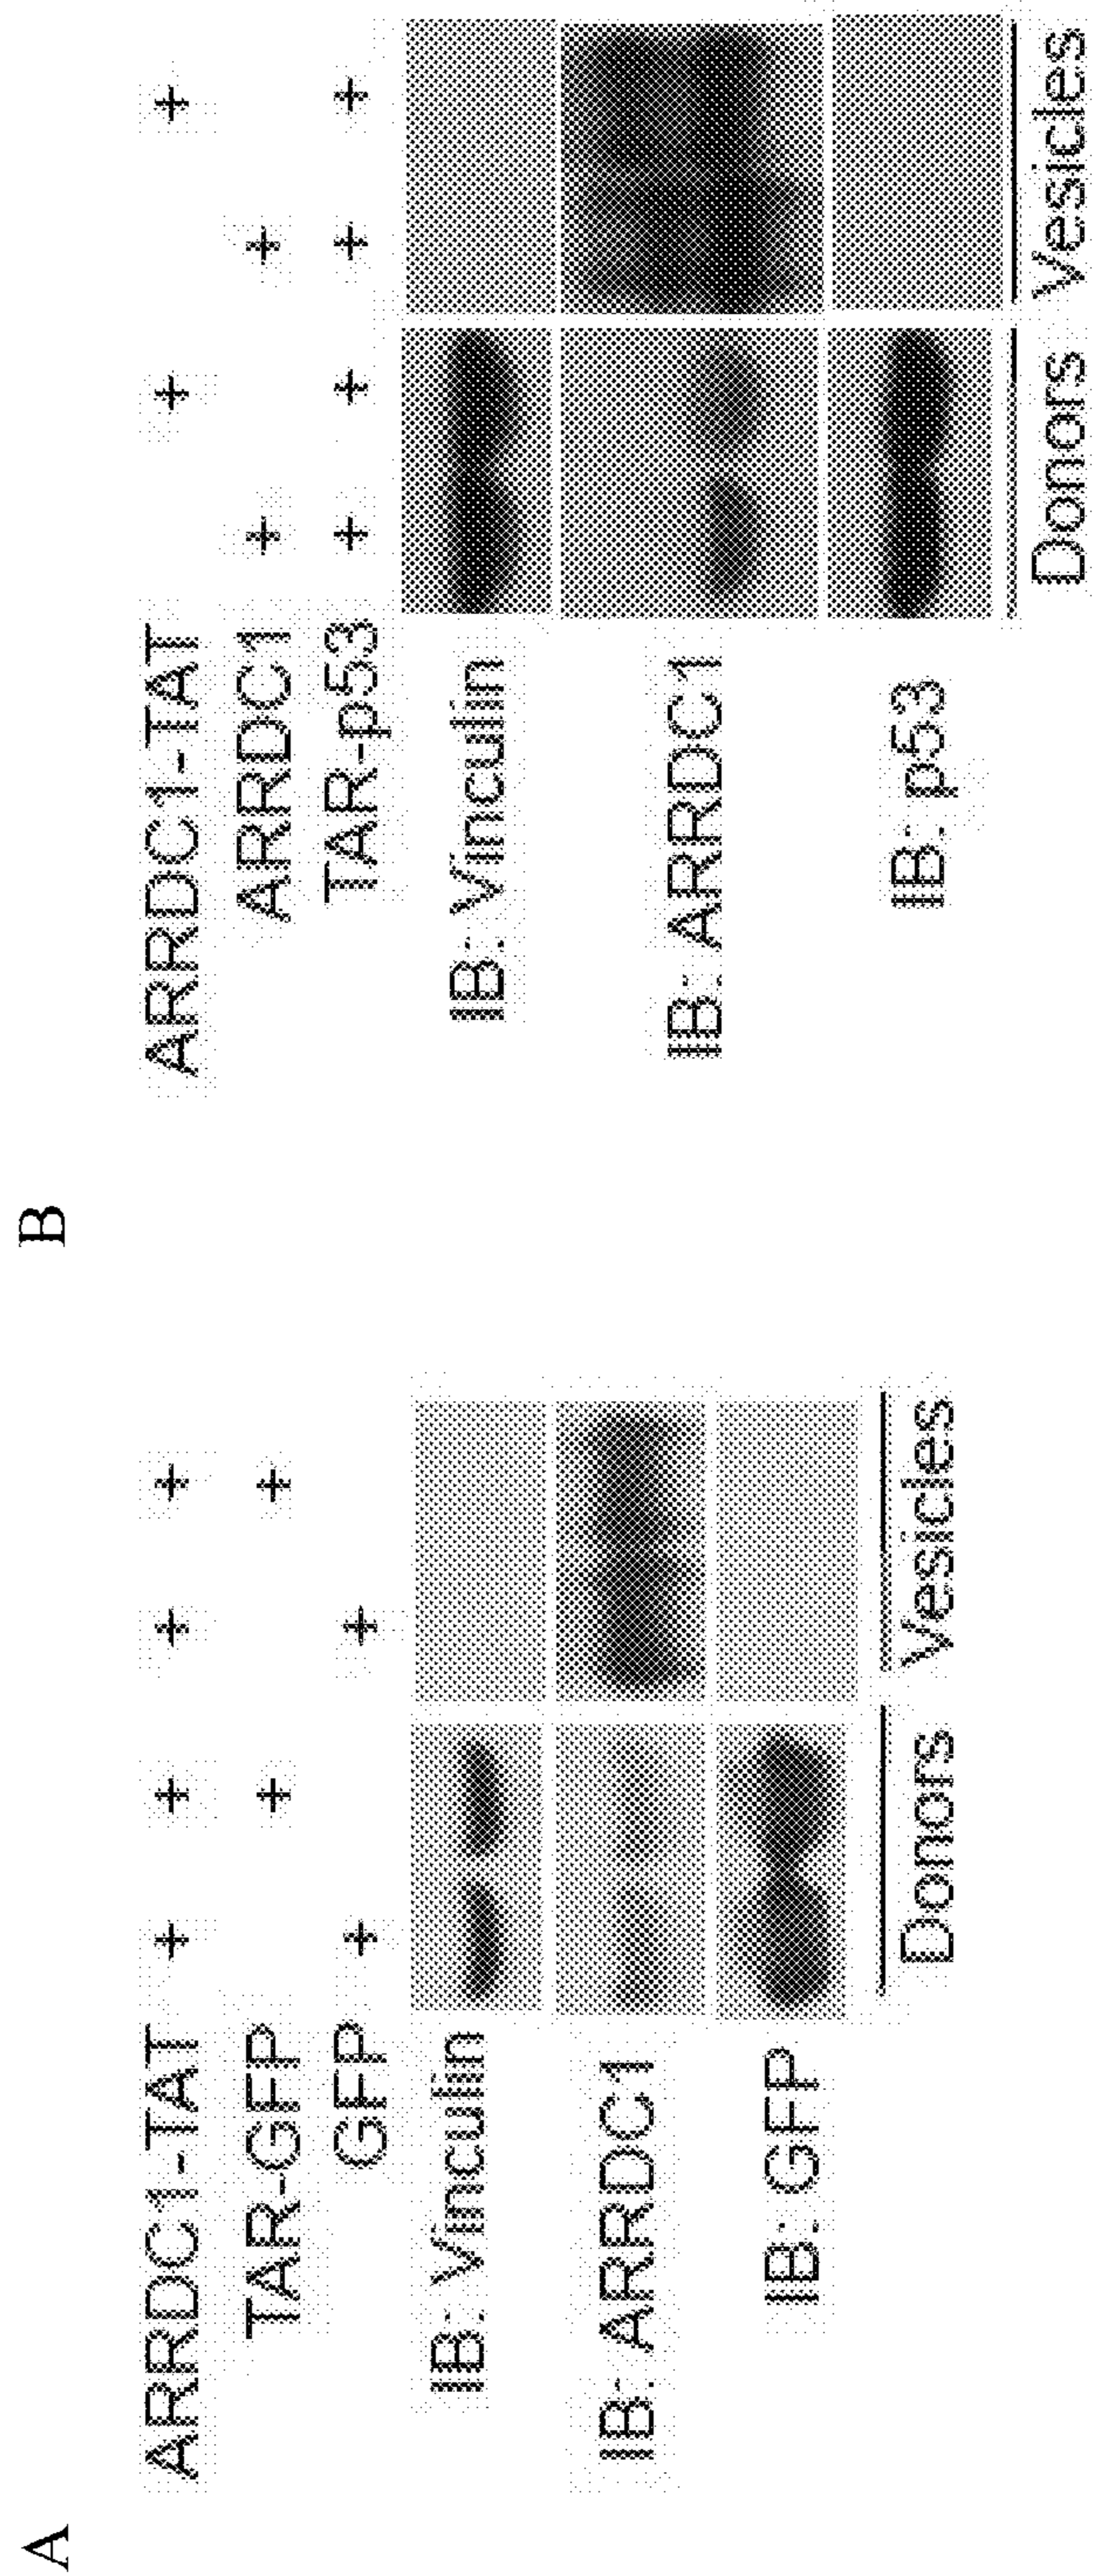 A
ARRDC1-TAT + + + +
TAR-GFP + +
GFP + +
IB: Vinculin
IB: ARRDC1
IB: GFP
Donors Vesicles
B
ARRDC1-TAT + +
ARRDC1 + +
TAR-p53 + + + +
IB: Vinculin
IB: ARRDC1
IB: p53
Donors Vesicles